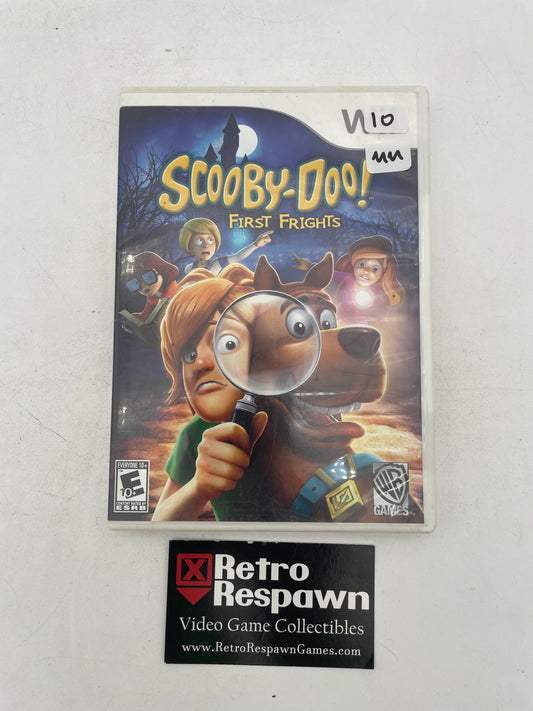 W
10
MM
SCOOBY-DOO!
FIRST FRIGHTS
EVERYONE 10+
E
10+
CONTENT RATED BY
ESRB
WB
GAMES
X Retro
Respawn
Video Game Collectibles
www.RetroRespawnGames.com